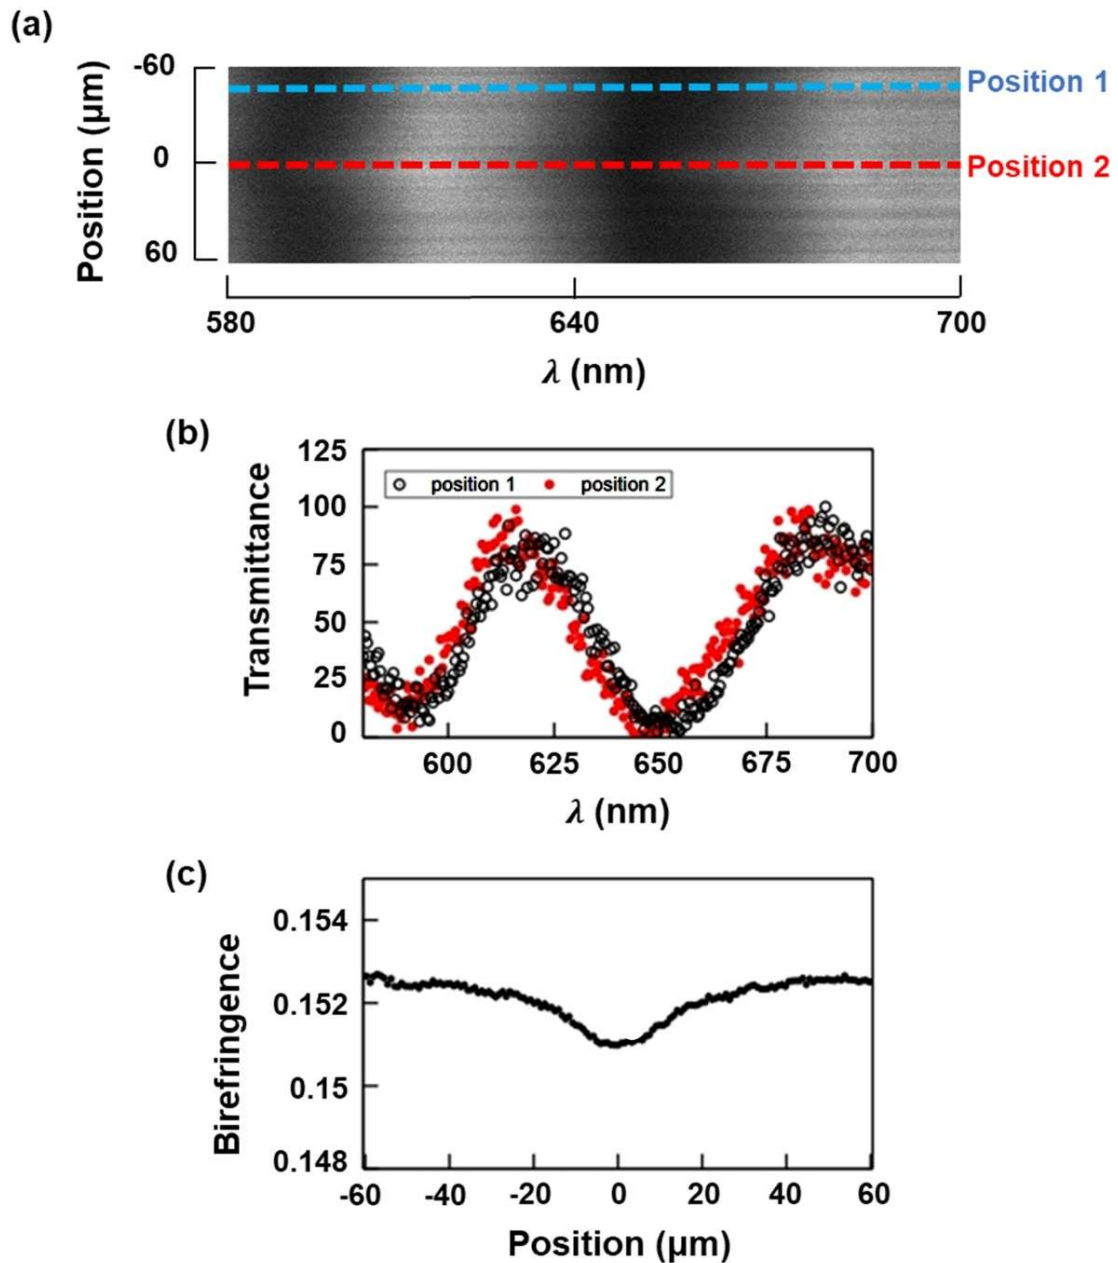 (a)
Position (µm)
-60
0
60
Position 1
Position 2
580 640 700
λ (nm)
(b)
Transmittance
125
100
75
50
25
0
position 1 position 2
600 625 650 675 700
λ (nm)
(c)
Birefringence
0.154
0.152
0.15
0.148
-60 -40 -20 0 20 40 60
Position (µm)